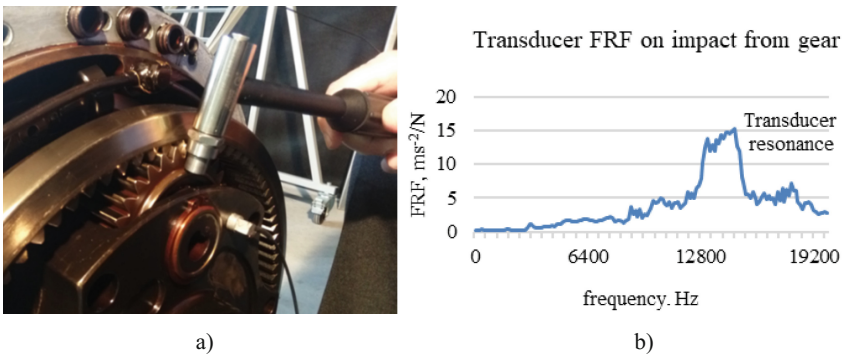 Transducer FRF on impact from gear
20
15
10
5
0
FRF, ms⁻²/N
Transducer
resonance
0 6400 12800 19200
frequency. Hz
a) b)